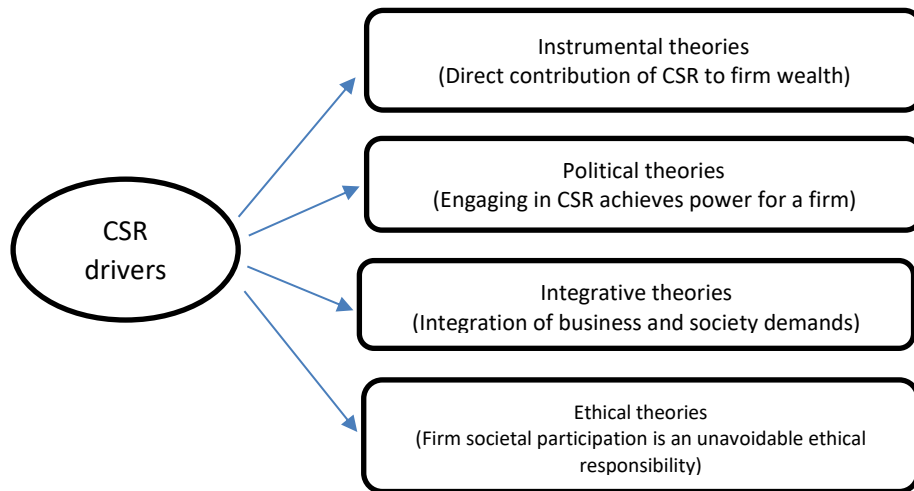 Instrumental theories
(Direct contribution of CSR to firm wealth)
Political theories
(Engaging in CSR achieves power for a firm)
CSR
drivers
Integrative theories
(Integration of business and society demands)
Ethical theories
(Firm societal participation is an unavoidable ethical
responsibility)